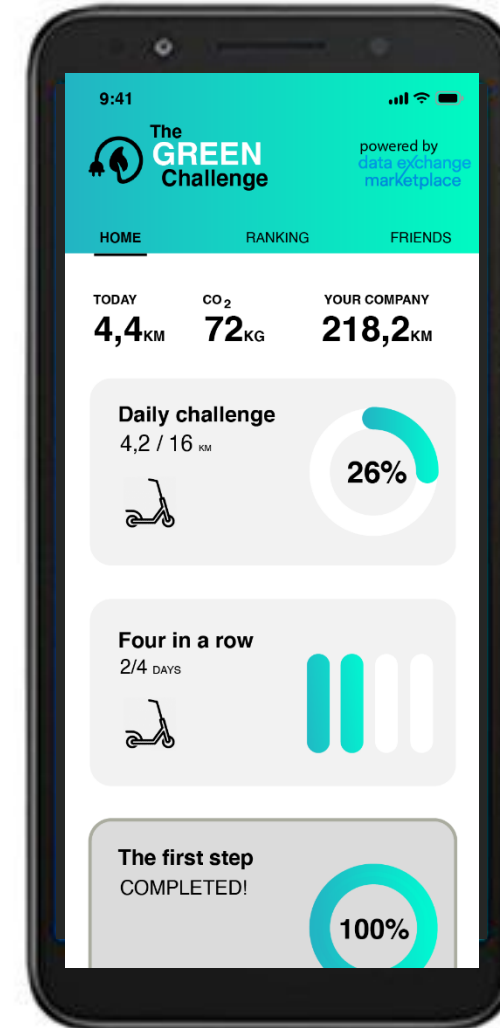 9:41
The
GREEN
Challenge
powered by
data exchange
marketplace
HOME RANKING FRIENDS
TODAY CO2 YOUR COMPANY
4,4KM 72KG 218,2KM
Daily challenge
4,2 / 16 KM
26%
Four in a row
2/4 DAYS
The first step
COMPLETED!
100%